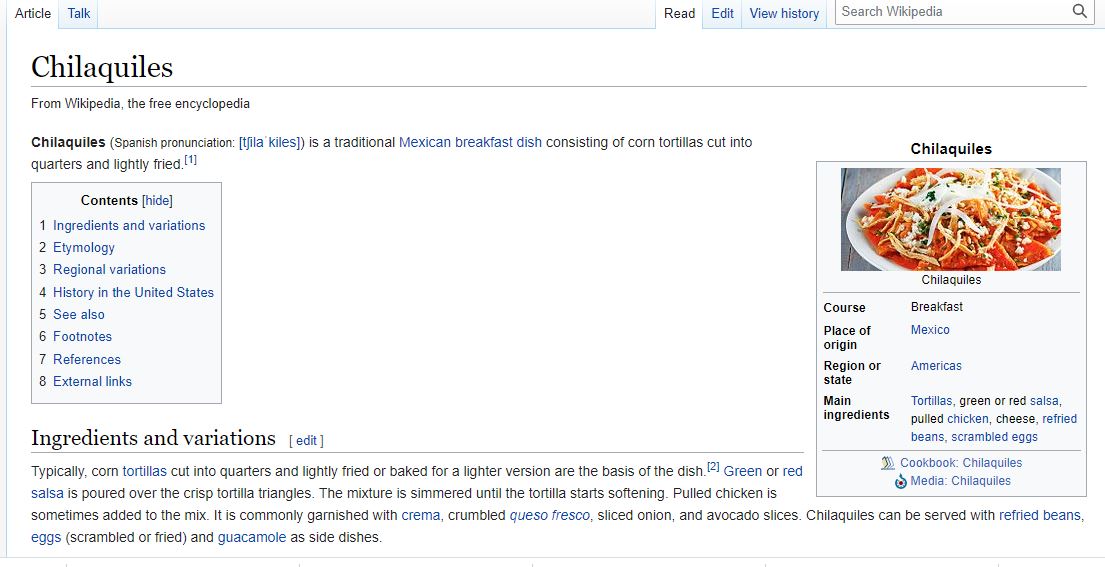 Article Talk Read Edit View history Search Wikipedia
Chilaquiles
From Wikipedia, the free encyclopedia
Chilaquiles (Spanish pronunciation: [tʃilaˈkiles]) is a traditional Mexican breakfast dish consisting of corn tortillas cut into
quarters and lightly fried.[1]
Contents [hide]
1 Ingredients and variations
2 Etymology
3 Regional variations
4 History in the United States
5 See also
6 Footnotes
7 References
8 External links
Chilaquiles
Chilaquiles
Course Breakfast
Place of Mexico
origin
Region or Americas
state
Main Tortillas, green or red salsa,
ingredients pulled chicken, cheese, refried
beans, scrambled eggs
Cookbook: Chilaquiles
Media: Chilaquiles
Ingredients and variations [ edit ]
Typically, corn tortillas cut into quarters and lightly fried or baked for a lighter version are the basis of the dish.[2] Green or red
salsa is poured over the crisp tortilla triangles. The mixture is simmered until the tortilla starts softening. Pulled chicken is
sometimes added to the mix. It is commonly garnished with crema, crumbled queso fresco, sliced onion, and avocado slices. Chilaquiles can be served with refried beans,
eggs (scrambled or fried) and guacamole as side dishes.